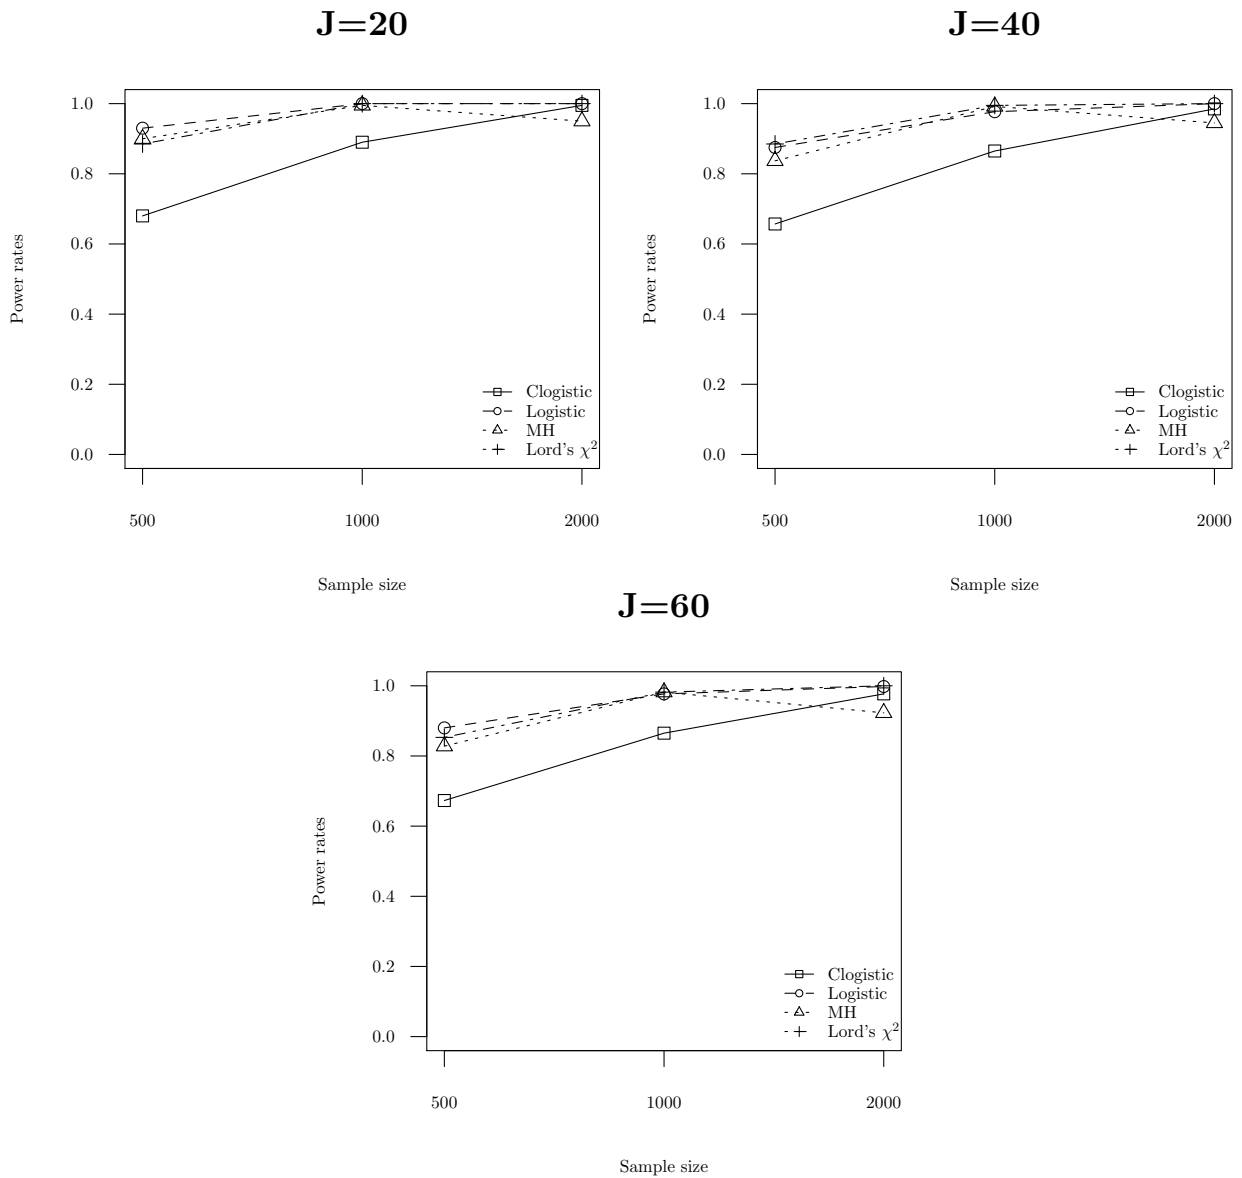 J=20
Power rates
1.0
0.8
0.6
0.4
0.2
0.0
Clogistic
Logistic
MH
Lord's χ²
500 1000 2000
Sample size
J=40
Power rates
1.0
0.8
0.6
0.4
0.2
0.0
Clogistic
Logistic
MH
Lord's χ²
500 1000 2000
Sample size
J=60
Power rates
1.0
0.8
0.6
0.4
0.2
0.0
Clogistic
Logistic
MH
Lord's χ²
500 1000 2000
Sample size